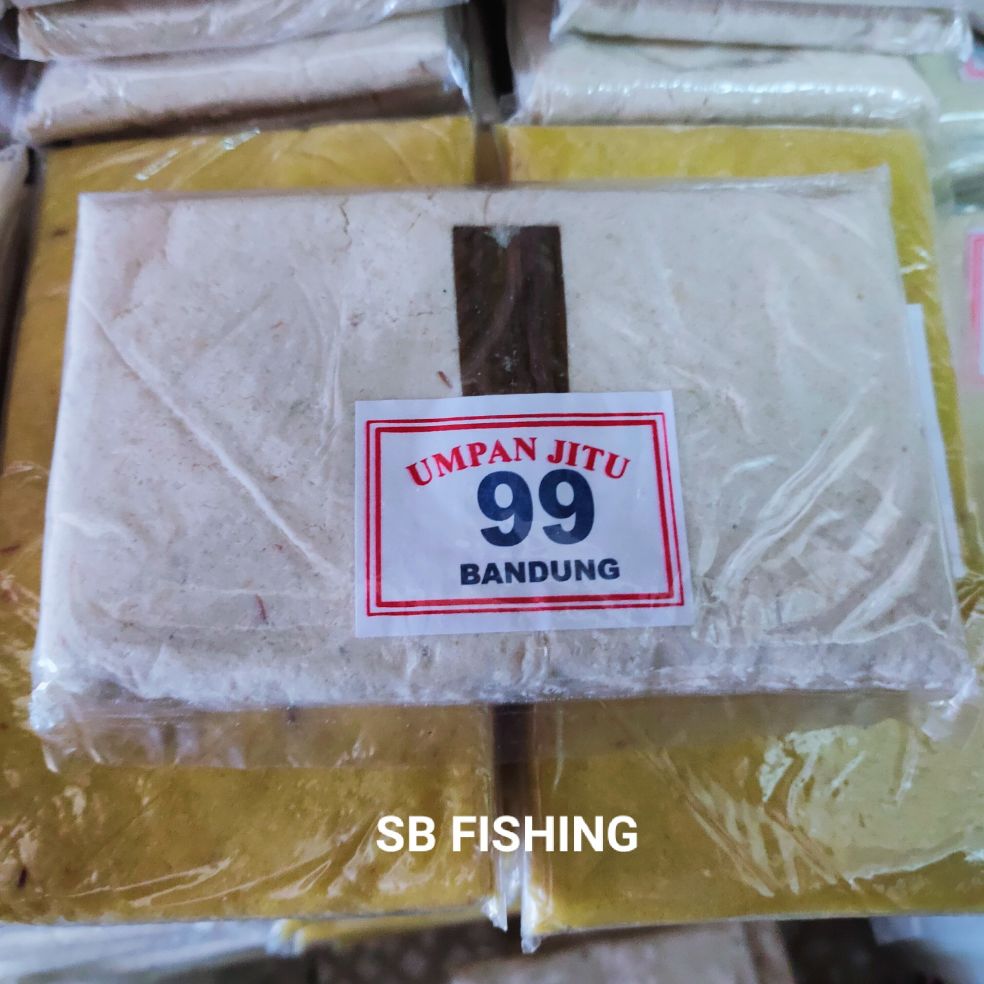 UMPAN JITU
99
BANDUNG
SB FISHING